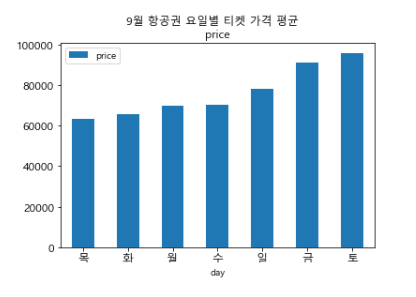 9월 항공권 요일별 티켓 가격 평균
price
price
100000
80000
60000
40000
20000
0
목 화 월 수 일 금 토
day